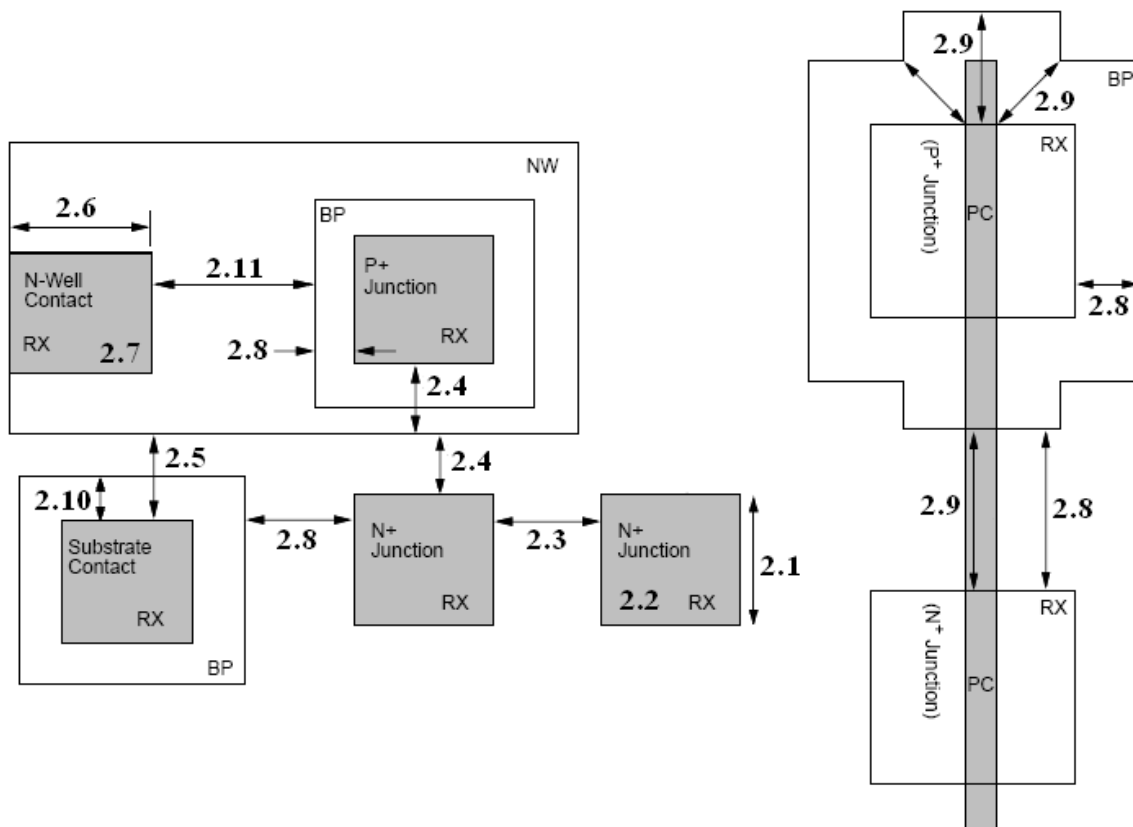 NW
2.6
BP
N-Well
Contact
RX
2.7
2.11
P+
Junction
RX
2.8
2.4
2.5
2.4
2.10
Substrate
Contact
RX
BP
2.8
N+
Junction
RX
2.3
N+
Junction
2.2
RX
2.1
2.9
BP
2.9
RX
(P+ Junction)
PC
2.8
2.9
2.8
RX
(N+ Junction)
PC